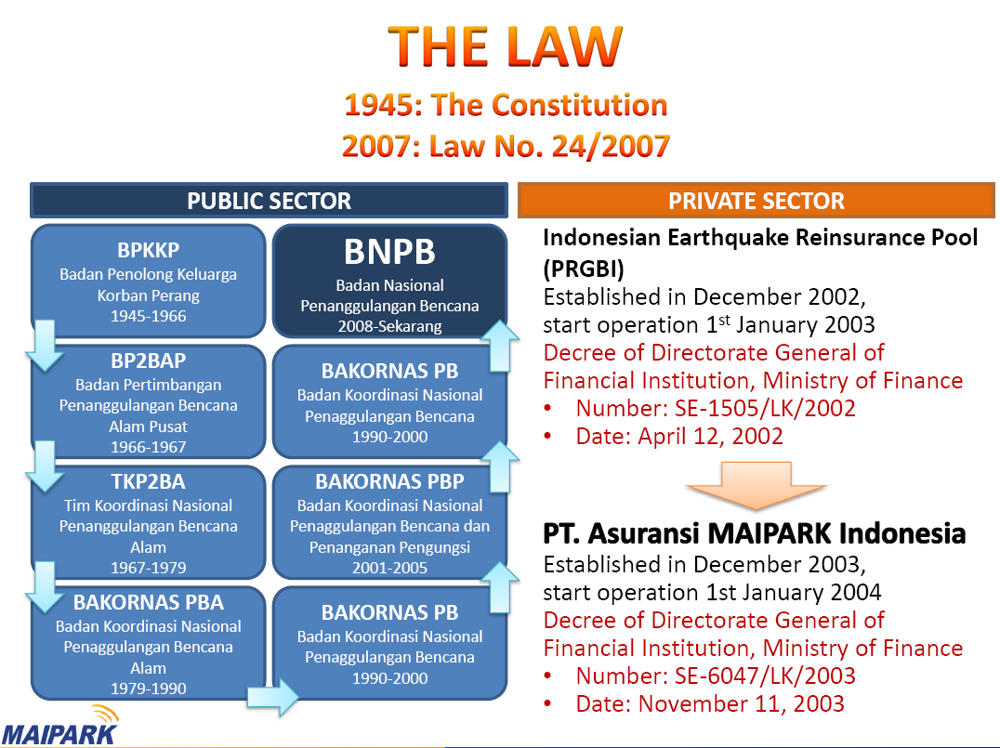 THE LAW
1945: The Constitution
2007: Law No. 24/2007
PUBLIC SECTOR
BPKKP
Badan Penolong Keluarga
Korban Perang
1945-1966
BNPB
Badan Nasional
Penanggulangan Bencana
2008-Sekarang
BP2BAP
Badan Pertimbangan
Penanggulangan Bencana
Alam Pusat
1966-1967
BAKORNAS PB
Badan Koordinasi Nasional
Penaggulangan Bencana
1990-2000
TKP2BA
Tim Koordinasi Nasional
Penanggulangan Bencana
Alam
1967-1979
BAKORNAS PBP
Badan Koordinasi Nasional
Penaggulangan Bencana dan
Penanganan Pengungsi
2001-2005
BAKORNAS PBA
Badan Koordinasi Nasional
Penaggulangan Bencana
Alam
1979-1990
BAKORNAS PB
Badan Koordinasi Nasional
Penaggulangan Bencana
1990-2000
PRIVATE SECTOR
Indonesian Earthquake Reinsurance Pool
(PRGBI)
Established in December 2002,
start operation 1st January 2003
Decree of Directorate General of
Financial Institution, Ministry of Finance
• Number: SE-1505/LK/2002
• Date: April 12, 2002
PT. Asuransi MAIPARK Indonesia
Established in December 2003,
start operation 1st January 2004
Decree of Directorate General of
Financial Institution, Ministry of Finance
• Number: SE-6047/LK/2003
• Date: November 11, 2003
MAIPARK